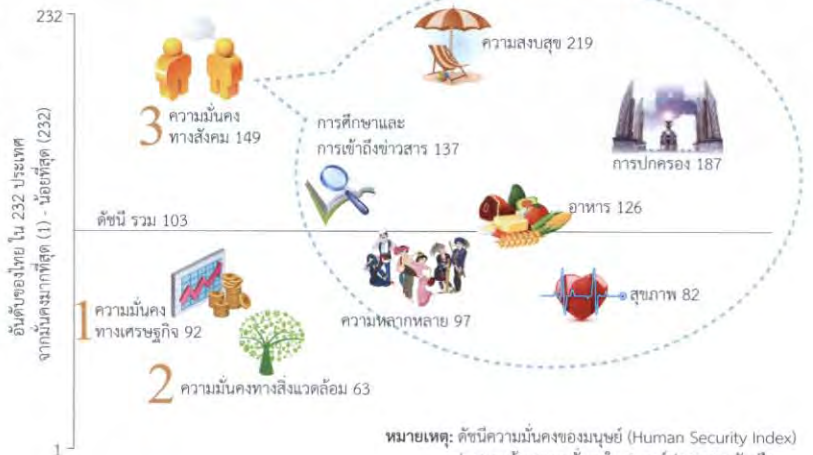 232
อันดับของไทย ใน 232 ประเทศ
จากมั่นคงมากที่สุด (1) - น้อยที่สุด (232)
ความสงบสุข 219
3 ความมั่นคง
ทางสังคม 149
การศึกษาและ
การเข้าถึงข่าวสาร 137
การปกครอง 187
อาหาร 126
ดัชนี รวม 103
1 ความมั่นคง
ทางเศรษฐกิจ 92
ความหลากหลาย 97
สุขภาพ 82
2 ความมั่นคงทางสิ่งแวดล้อม 63
หมายเหตุ: ดัชนีความมั่นคงของมนุษย์ (Human Security Index)
1